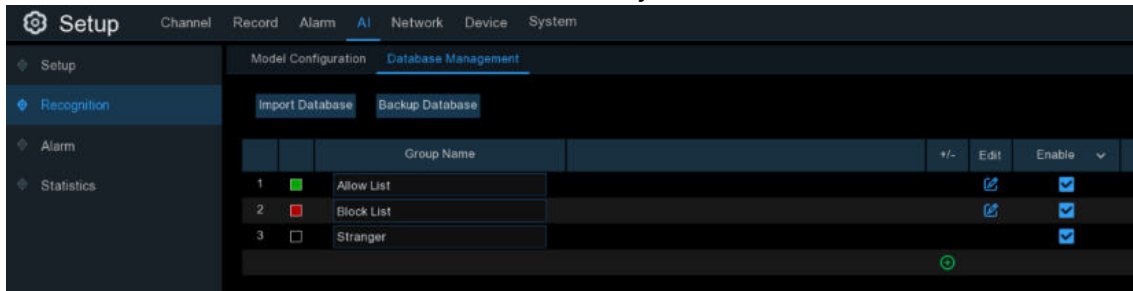 Setup Channel Record Alarm AI Network Device System
Setup
Recognition
Alarm
Statistics
Model Configuration Database Management
Import Database Backup Database
Group Name +/- Edit Enable
1 Allow List
2 Block List
3 Stranger